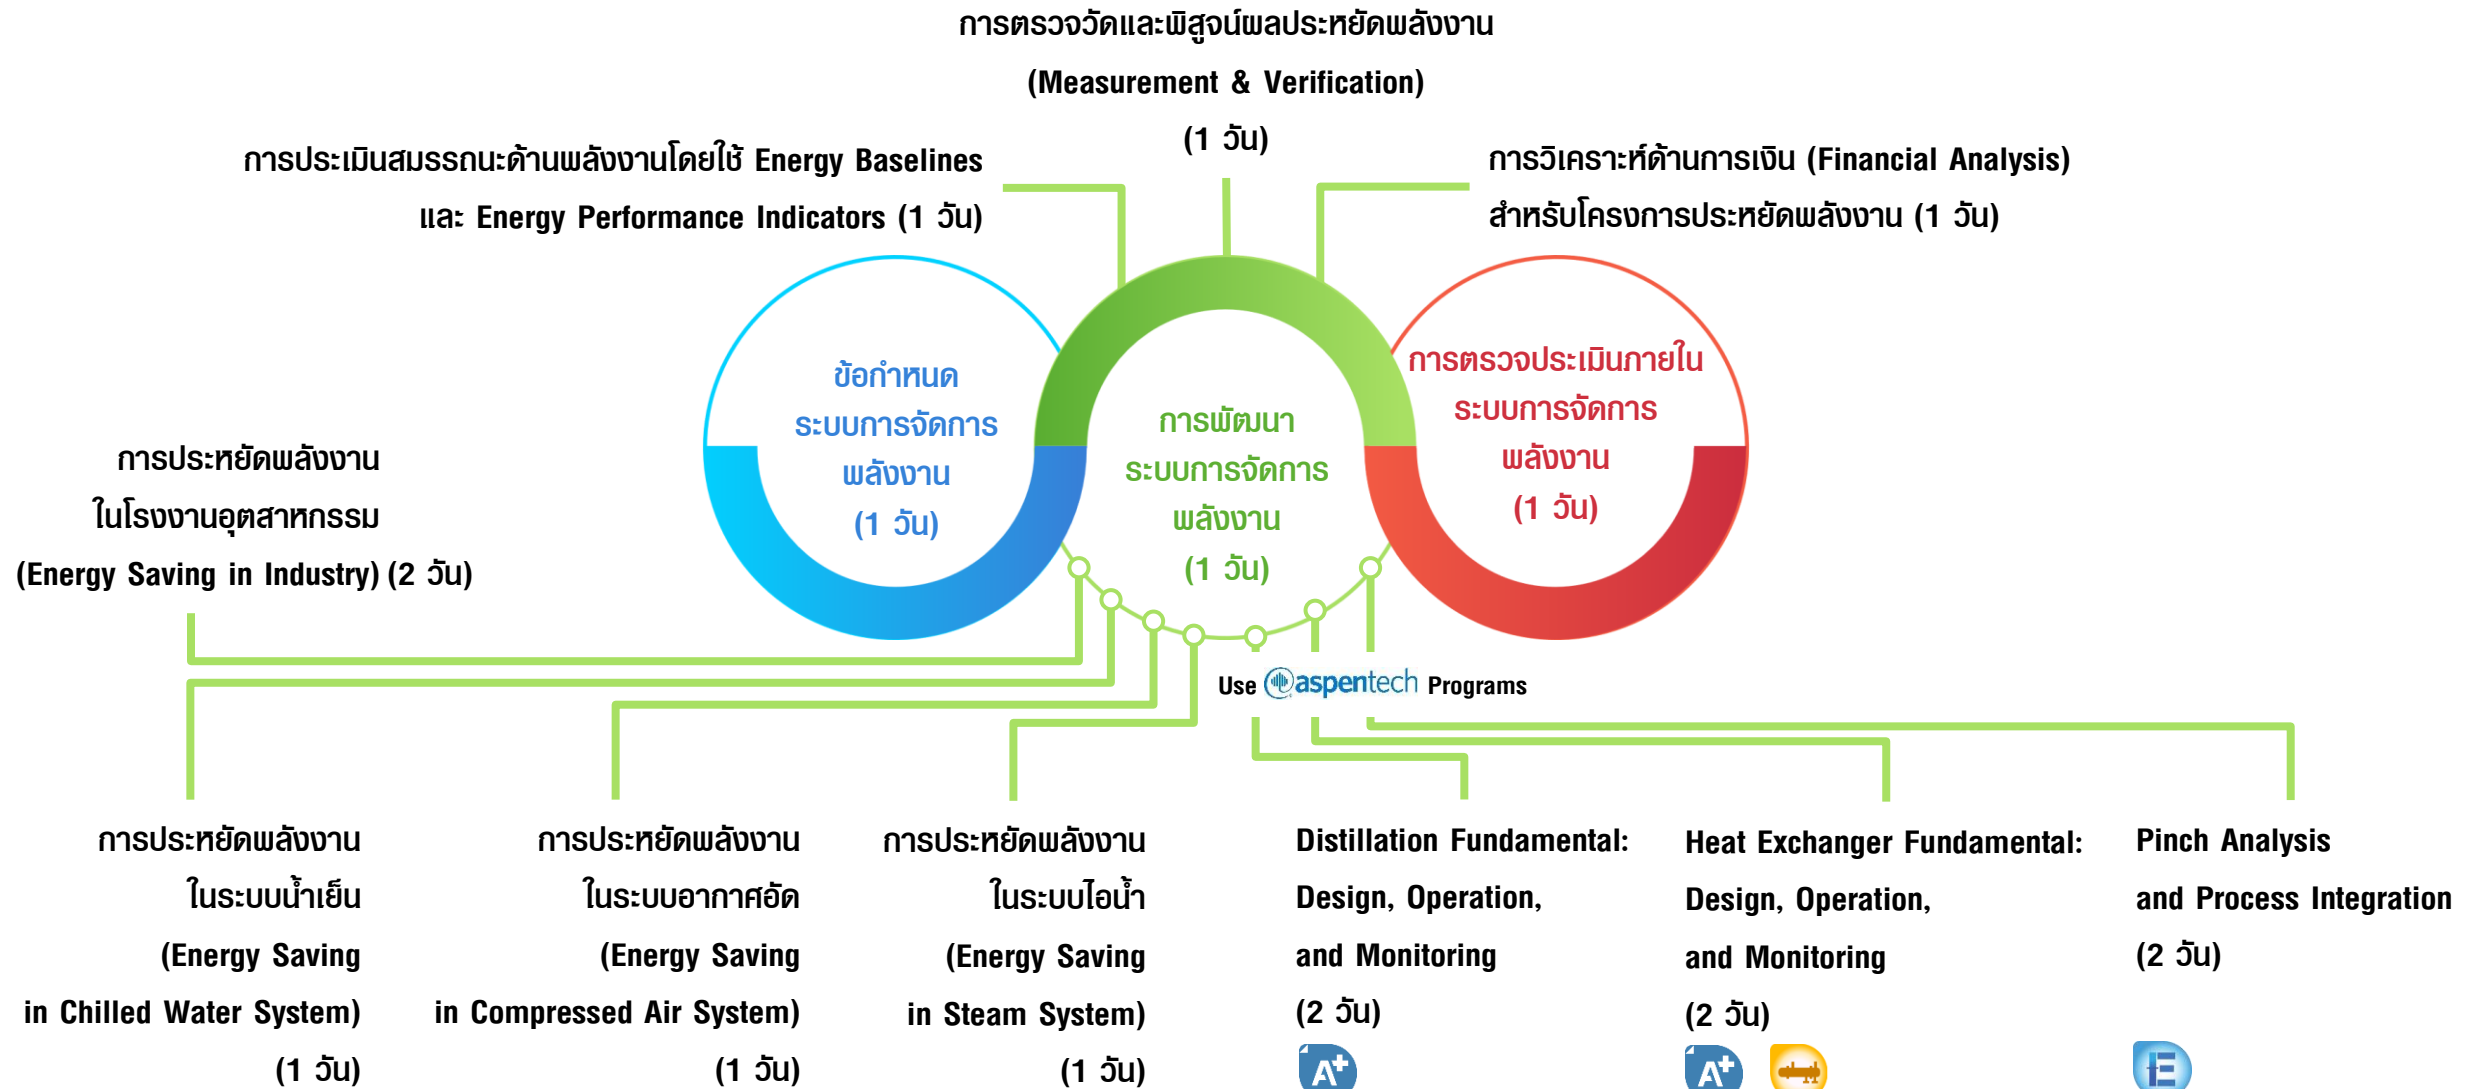 การตรวจวัดและพิสูจน์ผลประหยัดพลังงาน
(Measurement & Verification)
(1 วัน)
การประเมินสมรรถนะด้านพลังงานโดยใช้ Energy Baselines
และ Energy Performance Indicators (1 วัน)
การวิเคราะห์ด้านการเงิน (Financial Analysis)
สำหรับโครงการประหยัดพลังงาน (1 วัน)
ข้อกำหนด
ระบบการจัดการ
พลังงาน
(1 วัน)
การพัฒนา
ระบบการจัดการ
พลังงาน
(1 วัน)
การตรวจประเมินภายใน
ระบบการจัดการ
พลังงาน
(1 วัน)
การประหยัดพลังงาน
ในโรงงานอุตสาหกรรม
(Energy Saving in Industry) (2 วัน)
Use aspentech Programs
การประหยัดพลังงาน
ในระบบน้ำเย็น
(Energy Saving
in Chilled Water System)
(1 วัน)
การประหยัดพลังงาน
ในระบบอากาศอัด
(Energy Saving
in Compressed Air System)
(1 วัน)
การประหยัดพลังงาน
ในระบบไอน้ำ
(Energy Saving
in Steam System)
(1 วัน)
Distillation Fundamental:
Design, Operation,
and Monitoring
(2 วัน)
A+
Heat Exchanger Fundamental:
Design, Operation,
and Monitoring
(2 วัน)
A+
Pinch Analysis
and Process Integration
(2 วัน)
E